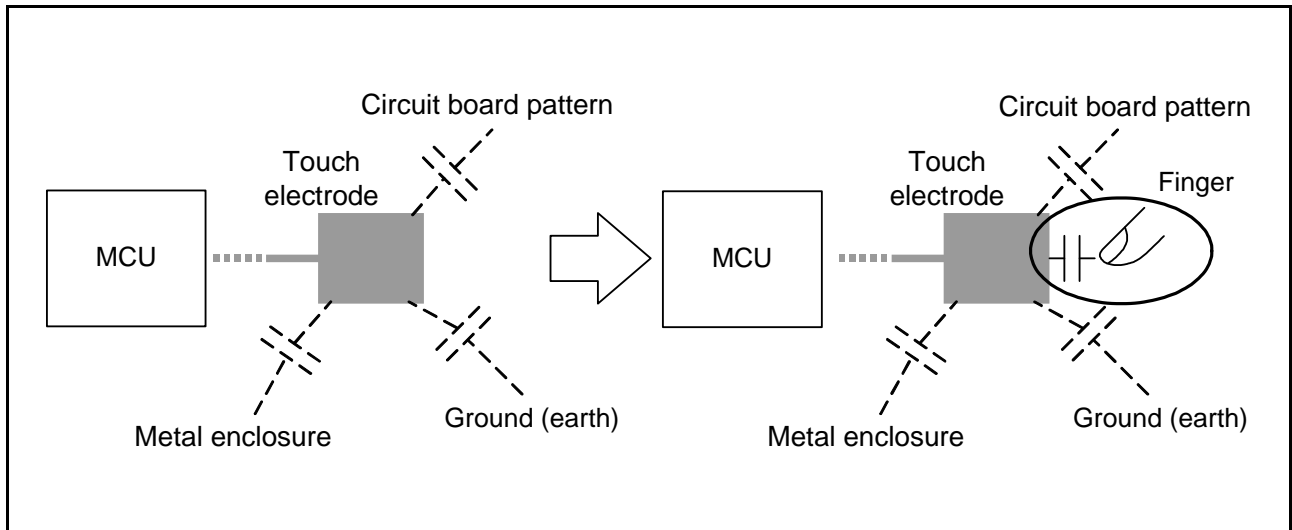 Circuit board pattern
Touch
electrode
MCU
Metal enclosure
Ground (earth)
Circuit board pattern
Touch
electrode
Finger
MCU
Metal enclosure
Ground (earth)